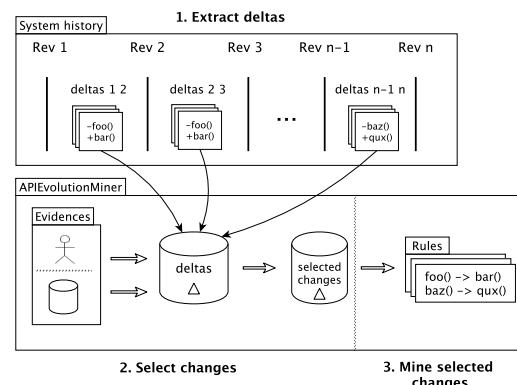 1. Extract deltas
System history
Rev 1 Rev 2 Rev 3 Rev n-1 Rev n
deltas 1 2 deltas 2 3 deltas n-1 n
-foo() -foo() -baz()
+bar() +bar() +qux()
...
APIEvolutionMiner
Evidences
deltas
selected
changes
Rules
foo() -> bar()
baz() -> qux()
2. Select changes
3. Mine selected
changes